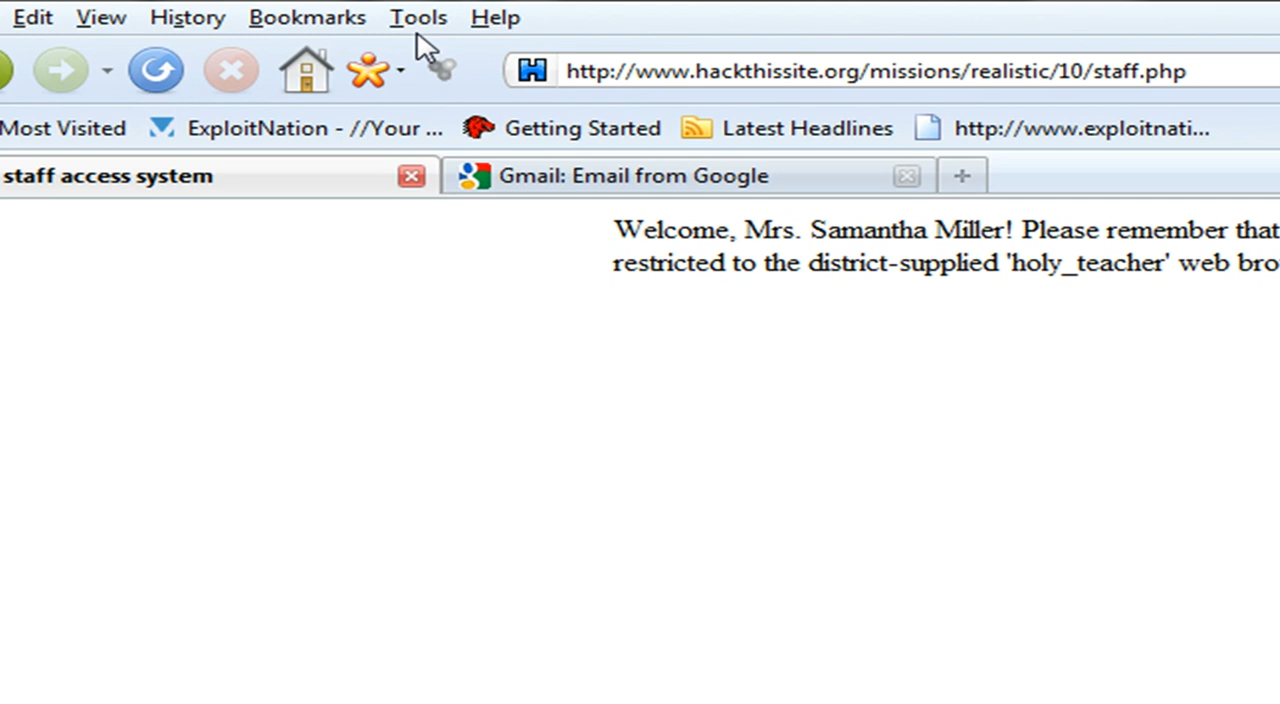 Edit View History Bookmarks Tools Help
http://www.hackthissite.org/missions/realistic/10/staff.php
Most Visited ExploitNation - //Your ... Getting Started Latest Headlines http://www.exploitnati...
staff access system Gmail: Email from Google
Welcome, Mrs. Samantha Miller! Please remember that
restricted to the district-supplied 'holy_teacher' web bro